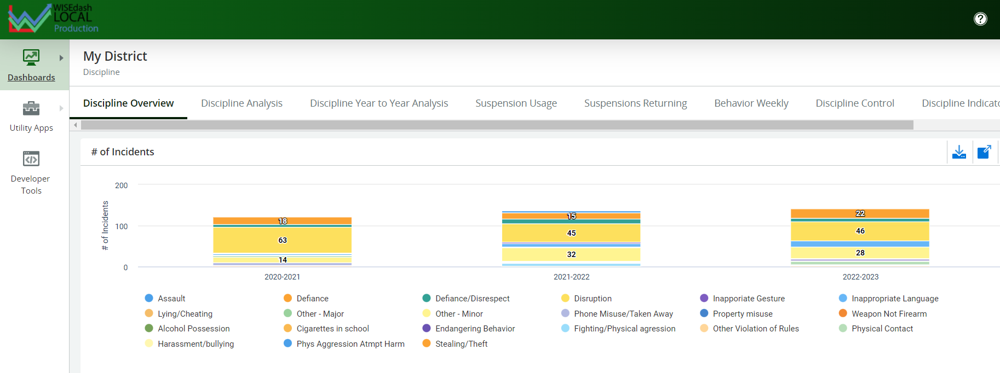 WISEdash
LOCAL
Production
?
Dashboards
Utility Apps
Developer
Tools
My District
Discipline
Discipline Overview Discipline Analysis Discipline Year to Year Analysis Suspension Usage Suspensions Returning Behavior Weekly Discipline Control Discipline Indicato
# of Incidents
# of Incidents
200
100
0
18
63
14
15
45
32
22
46
28
2020-2021 2021-2022 2022-2023
Assault Defiance Defiance/Disrespect Disruption Inapporiate Gesture Inappropriate Language
Lying/Cheating Other - Major Other - Minor Phone Misuse/Taken Away Property misuse Weapon Not Firearm
Alcohol Possession Cigarettes in school Endangering Behavior Fighting/Physical agression Other Violation of Rules Physical Contact
Harassment/bullying Phys Aggression Atmpt Harm Stealing/Theft